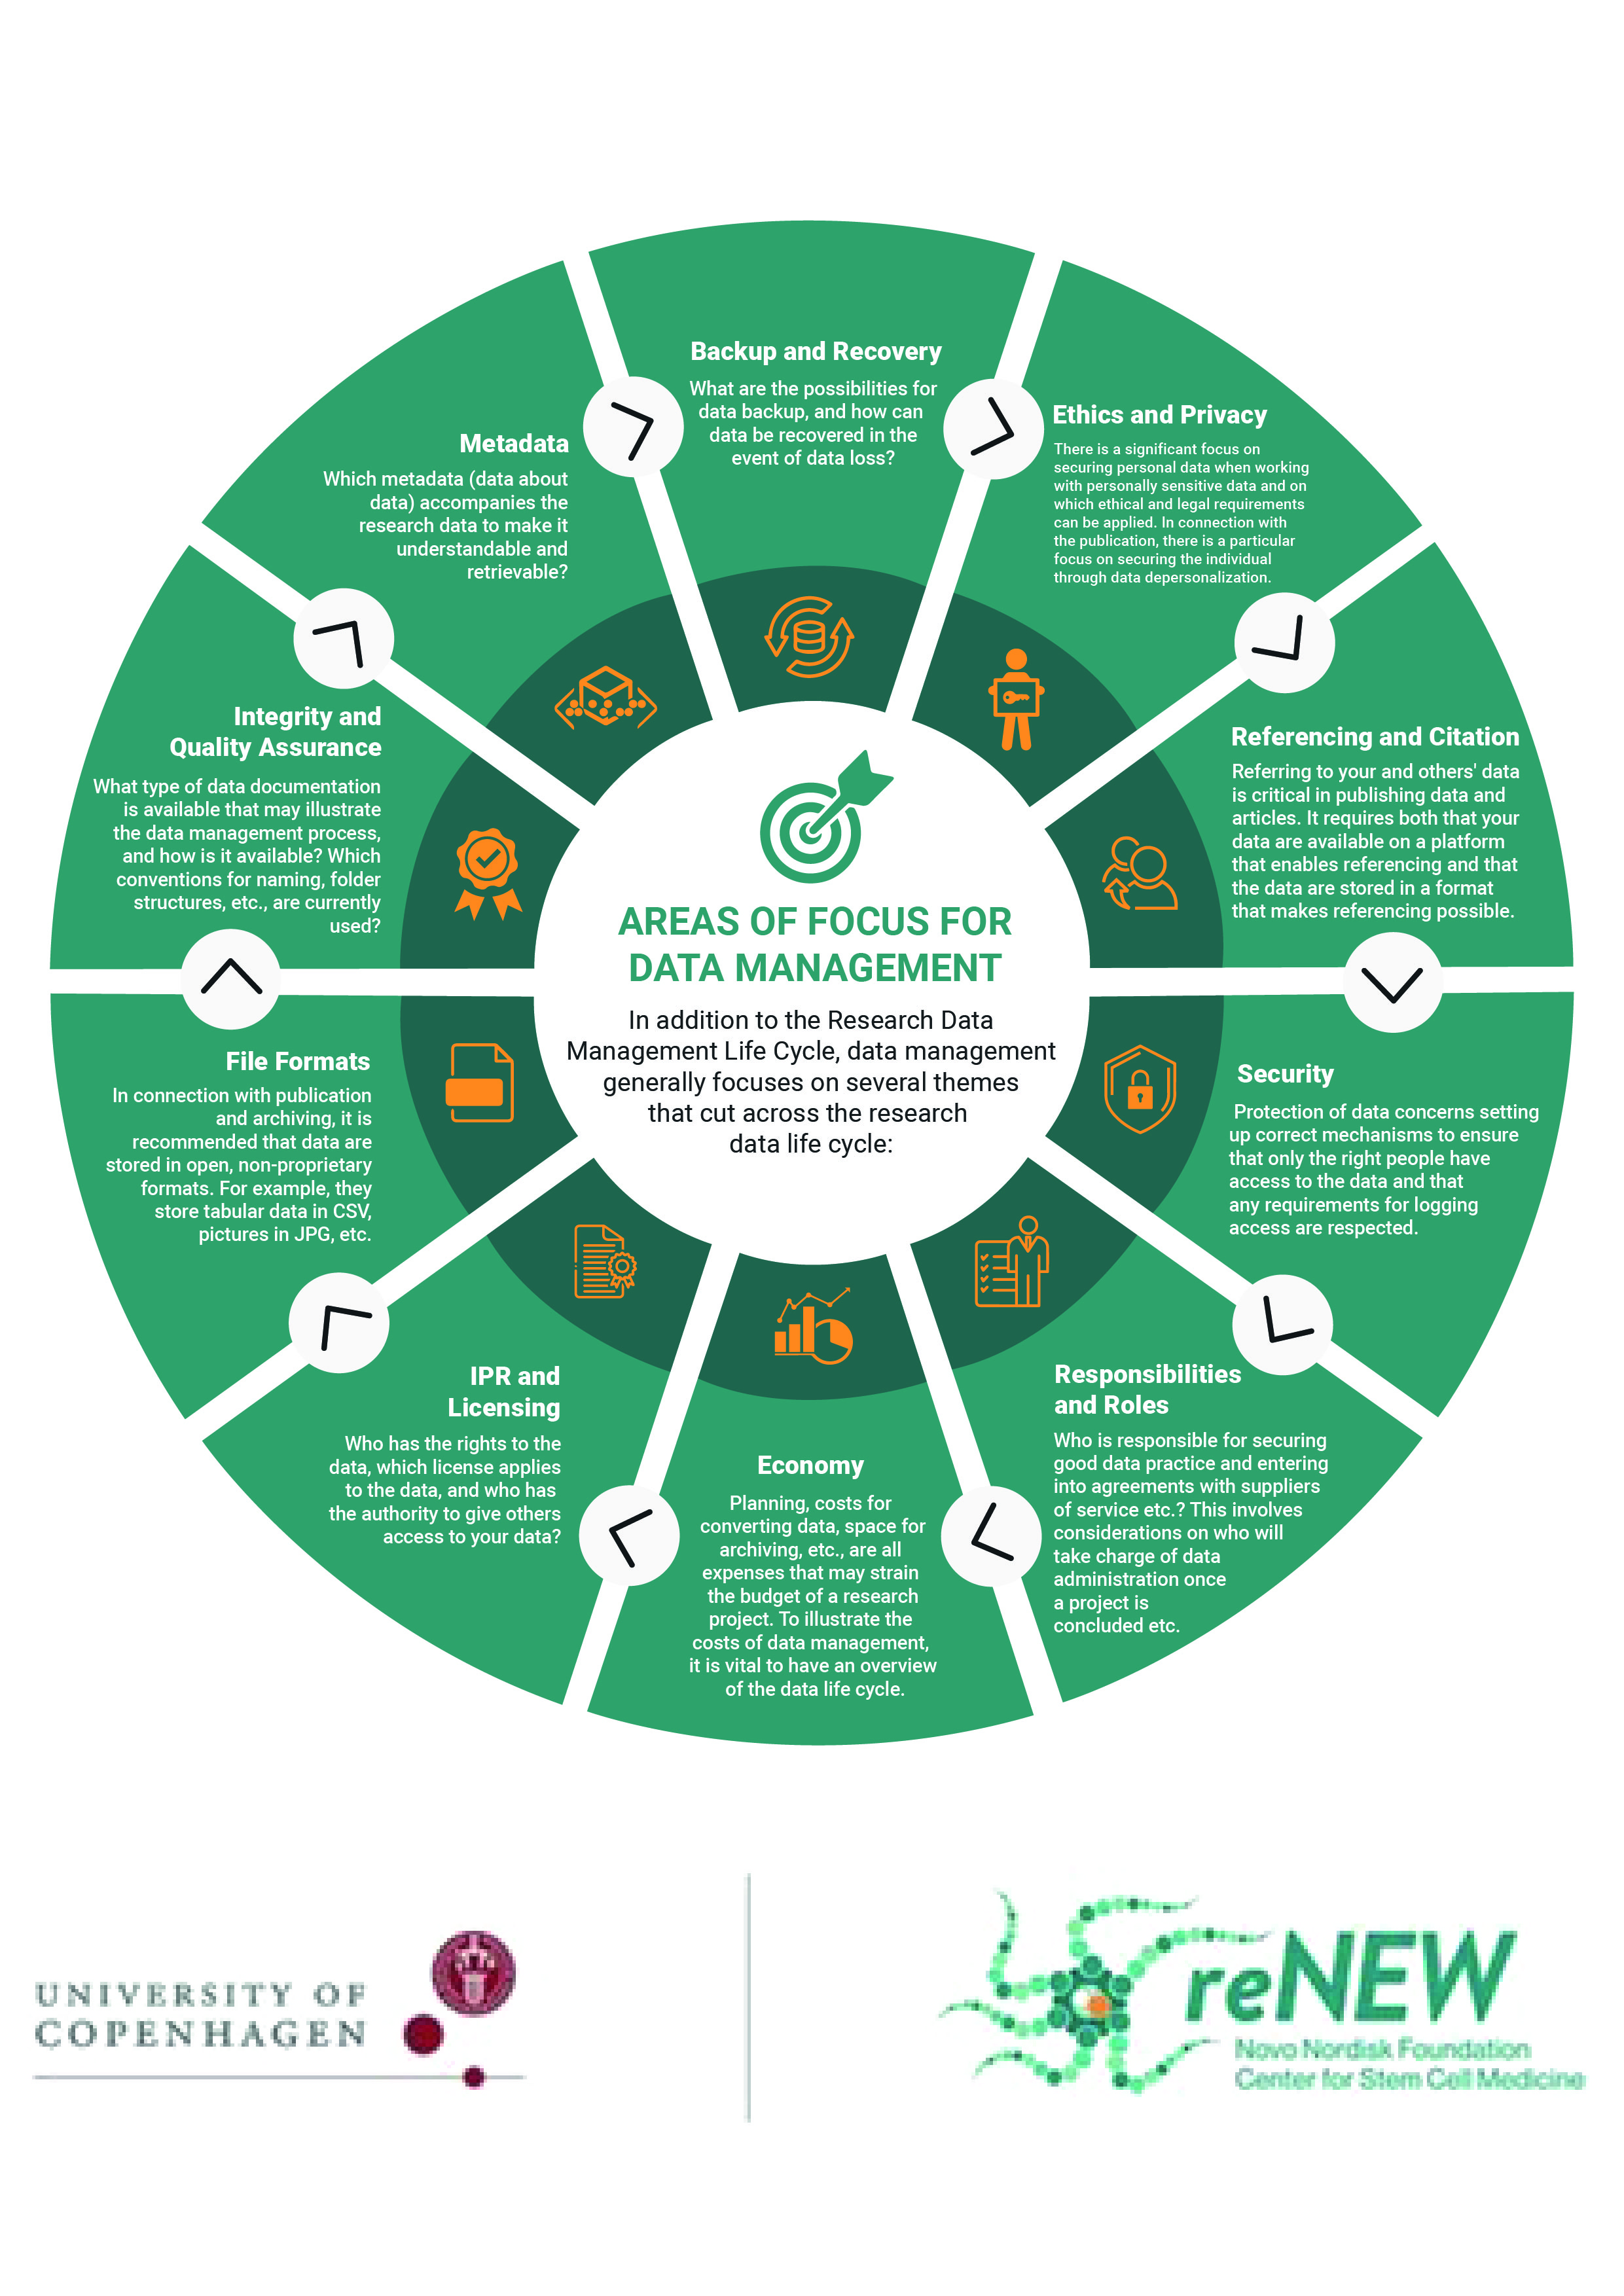 Backup and Recovery
What are the possibilities for
data backup, and how can
data be recovered in the
event of data loss?
Ethics and Privacy
There is a significant focus on
securing personal data when working
with personally sensitive data and on
which ethical and legal requirements
can be applied. In connection with
the publication, there is a particular
focus on securing the individual
through data depersonalization.
Referencing and Citation
Referring to your and others' data
is critical in publishing data and
articles. It requires both that your
data are available on a platform
that enables referencing and that
the data are stored in a format
that makes referencing possible.
Security
Protection of data concerns setting
up correct mechanisms to ensure
that only the right people have
access to the data and that
any requirements for logging
access are respected.
Responsibilities
and Roles
Who is responsible for securing
good data practice and entering
into agreements with suppliers
of service etc.? This involves
considerations on who will
take charge of data
administration once
a project is
concluded etc.
Economy
Planning, costs for
converting data, space for
archiving, etc., are all
expenses that may strain
the budget of a research
project. To illustrate the
costs of data management,
it is vital to have an overview
of the data life cycle.
IPR and
Licensing
Who has the rights to the
data, which license applies
to the data, and who has
the authority to give others
access to your data?
File Formats
In connection with publication
and archiving, it is
recommended that data are
stored in open, non-proprietary
formats. For example, they
store tabular data in CSV,
pictures in JPG, etc.
Integrity and
Quality Assurance
What type of data documentation
is available that may illustrate
the data management process,
and how is it available? Which
conventions for naming, folder
structures, etc., are currently
used?
Metadata
Which metadata (data about
data) accompanies the
research data to make it
understandable and
retrievable?
AREAS OF FOCUS FOR
DATA MANAGEMENT
In addition to the Research Data
Management Life Cycle, data management
generally focuses on several themes
that cut across the research
data life cycle:
UNIVERSITY OF
COPENHAGEN
reNEW
Novo Nordisk Foundation
Center for Stem Cell Medicine